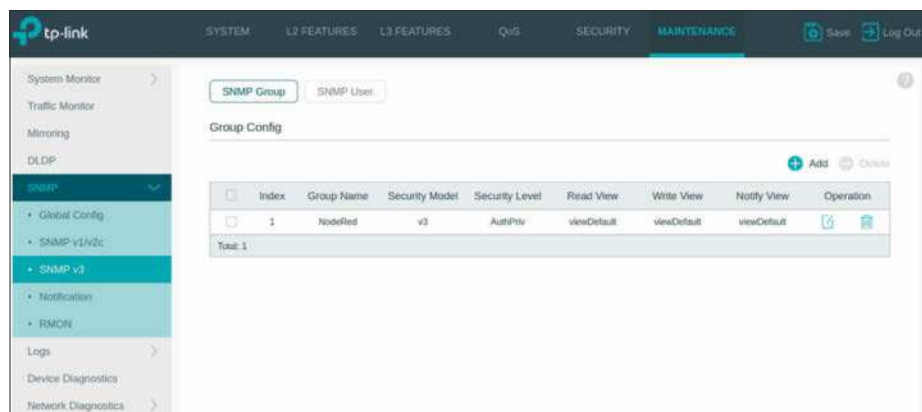 tp-link
SYSTEM L2 FEATURES L3 FEATURES QoS SECURITY MAINTENANCE Save Log Out
System Monitor
Traffic Monitor
Mirroring
DLDP
SNMP
Global Config
SNMP v1/v2c
SNMP v3
Notification
RMON
Logs
Device Diagnostics
Network Diagnostics
SNMP Group SNMP User
Group Config
Add Delete
Index Group Name Security Model Security Level Read View Write View Notify View Operation
1 NodeRed v3 AuthPriv viewDefault viewDefault viewDefault
Total: 1